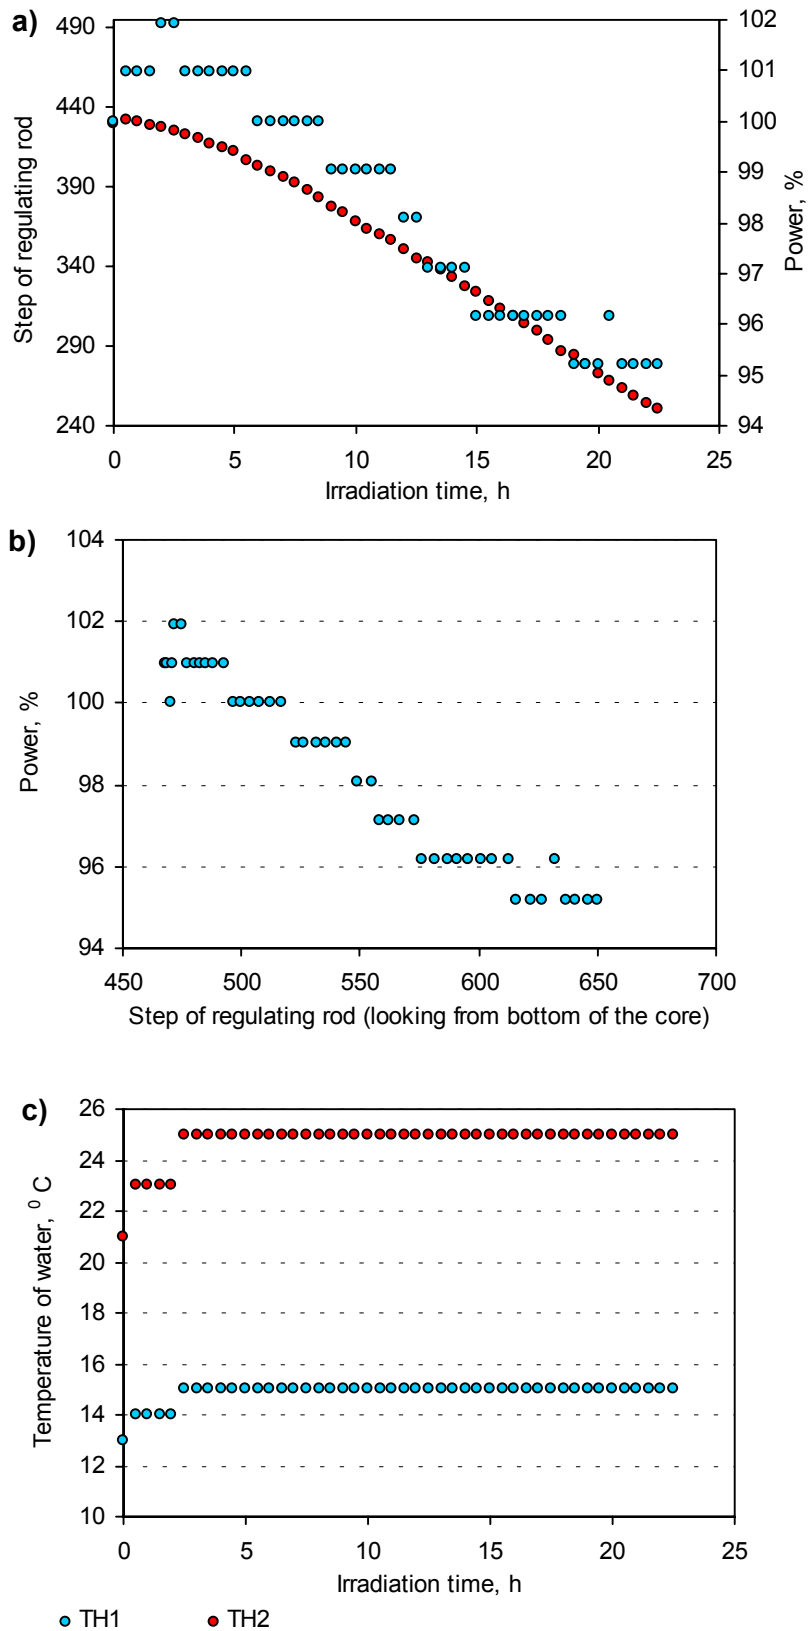 a)
490
440
390
340
290
240
Step of regulating rod
102
101
100
99
98
97
96
95
94
Power, %
0 5 10 15 20 25
Irradiation time, h
b)
104
102
100
98
96
94
Power, %
450 500 550 600 650 700
Step of regulating rod (looking from bottom of the core)
c)
26
24
22
20
18
16
14
12
10
Temperature of water, ⁰ C
0 5 10 15 20 25
Irradiation time, h
TH1 TH2